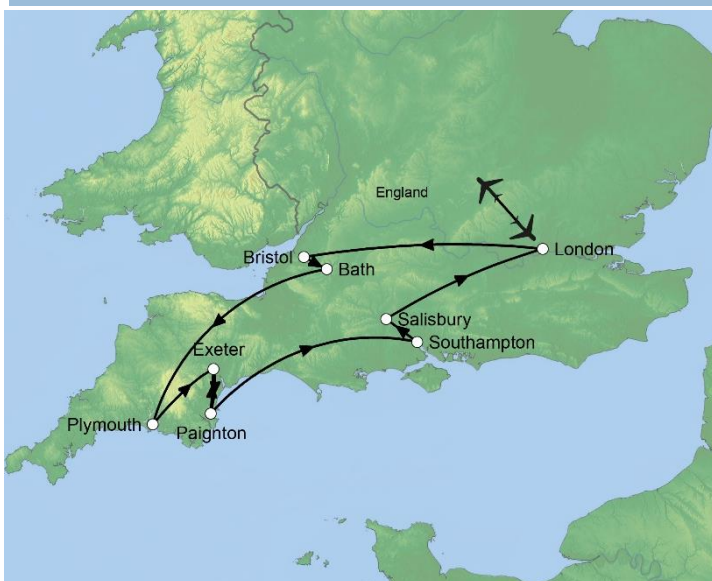 England
London
Bristol
Bath
Salisbury
Southampton
Exeter
Plymouth
Paignton